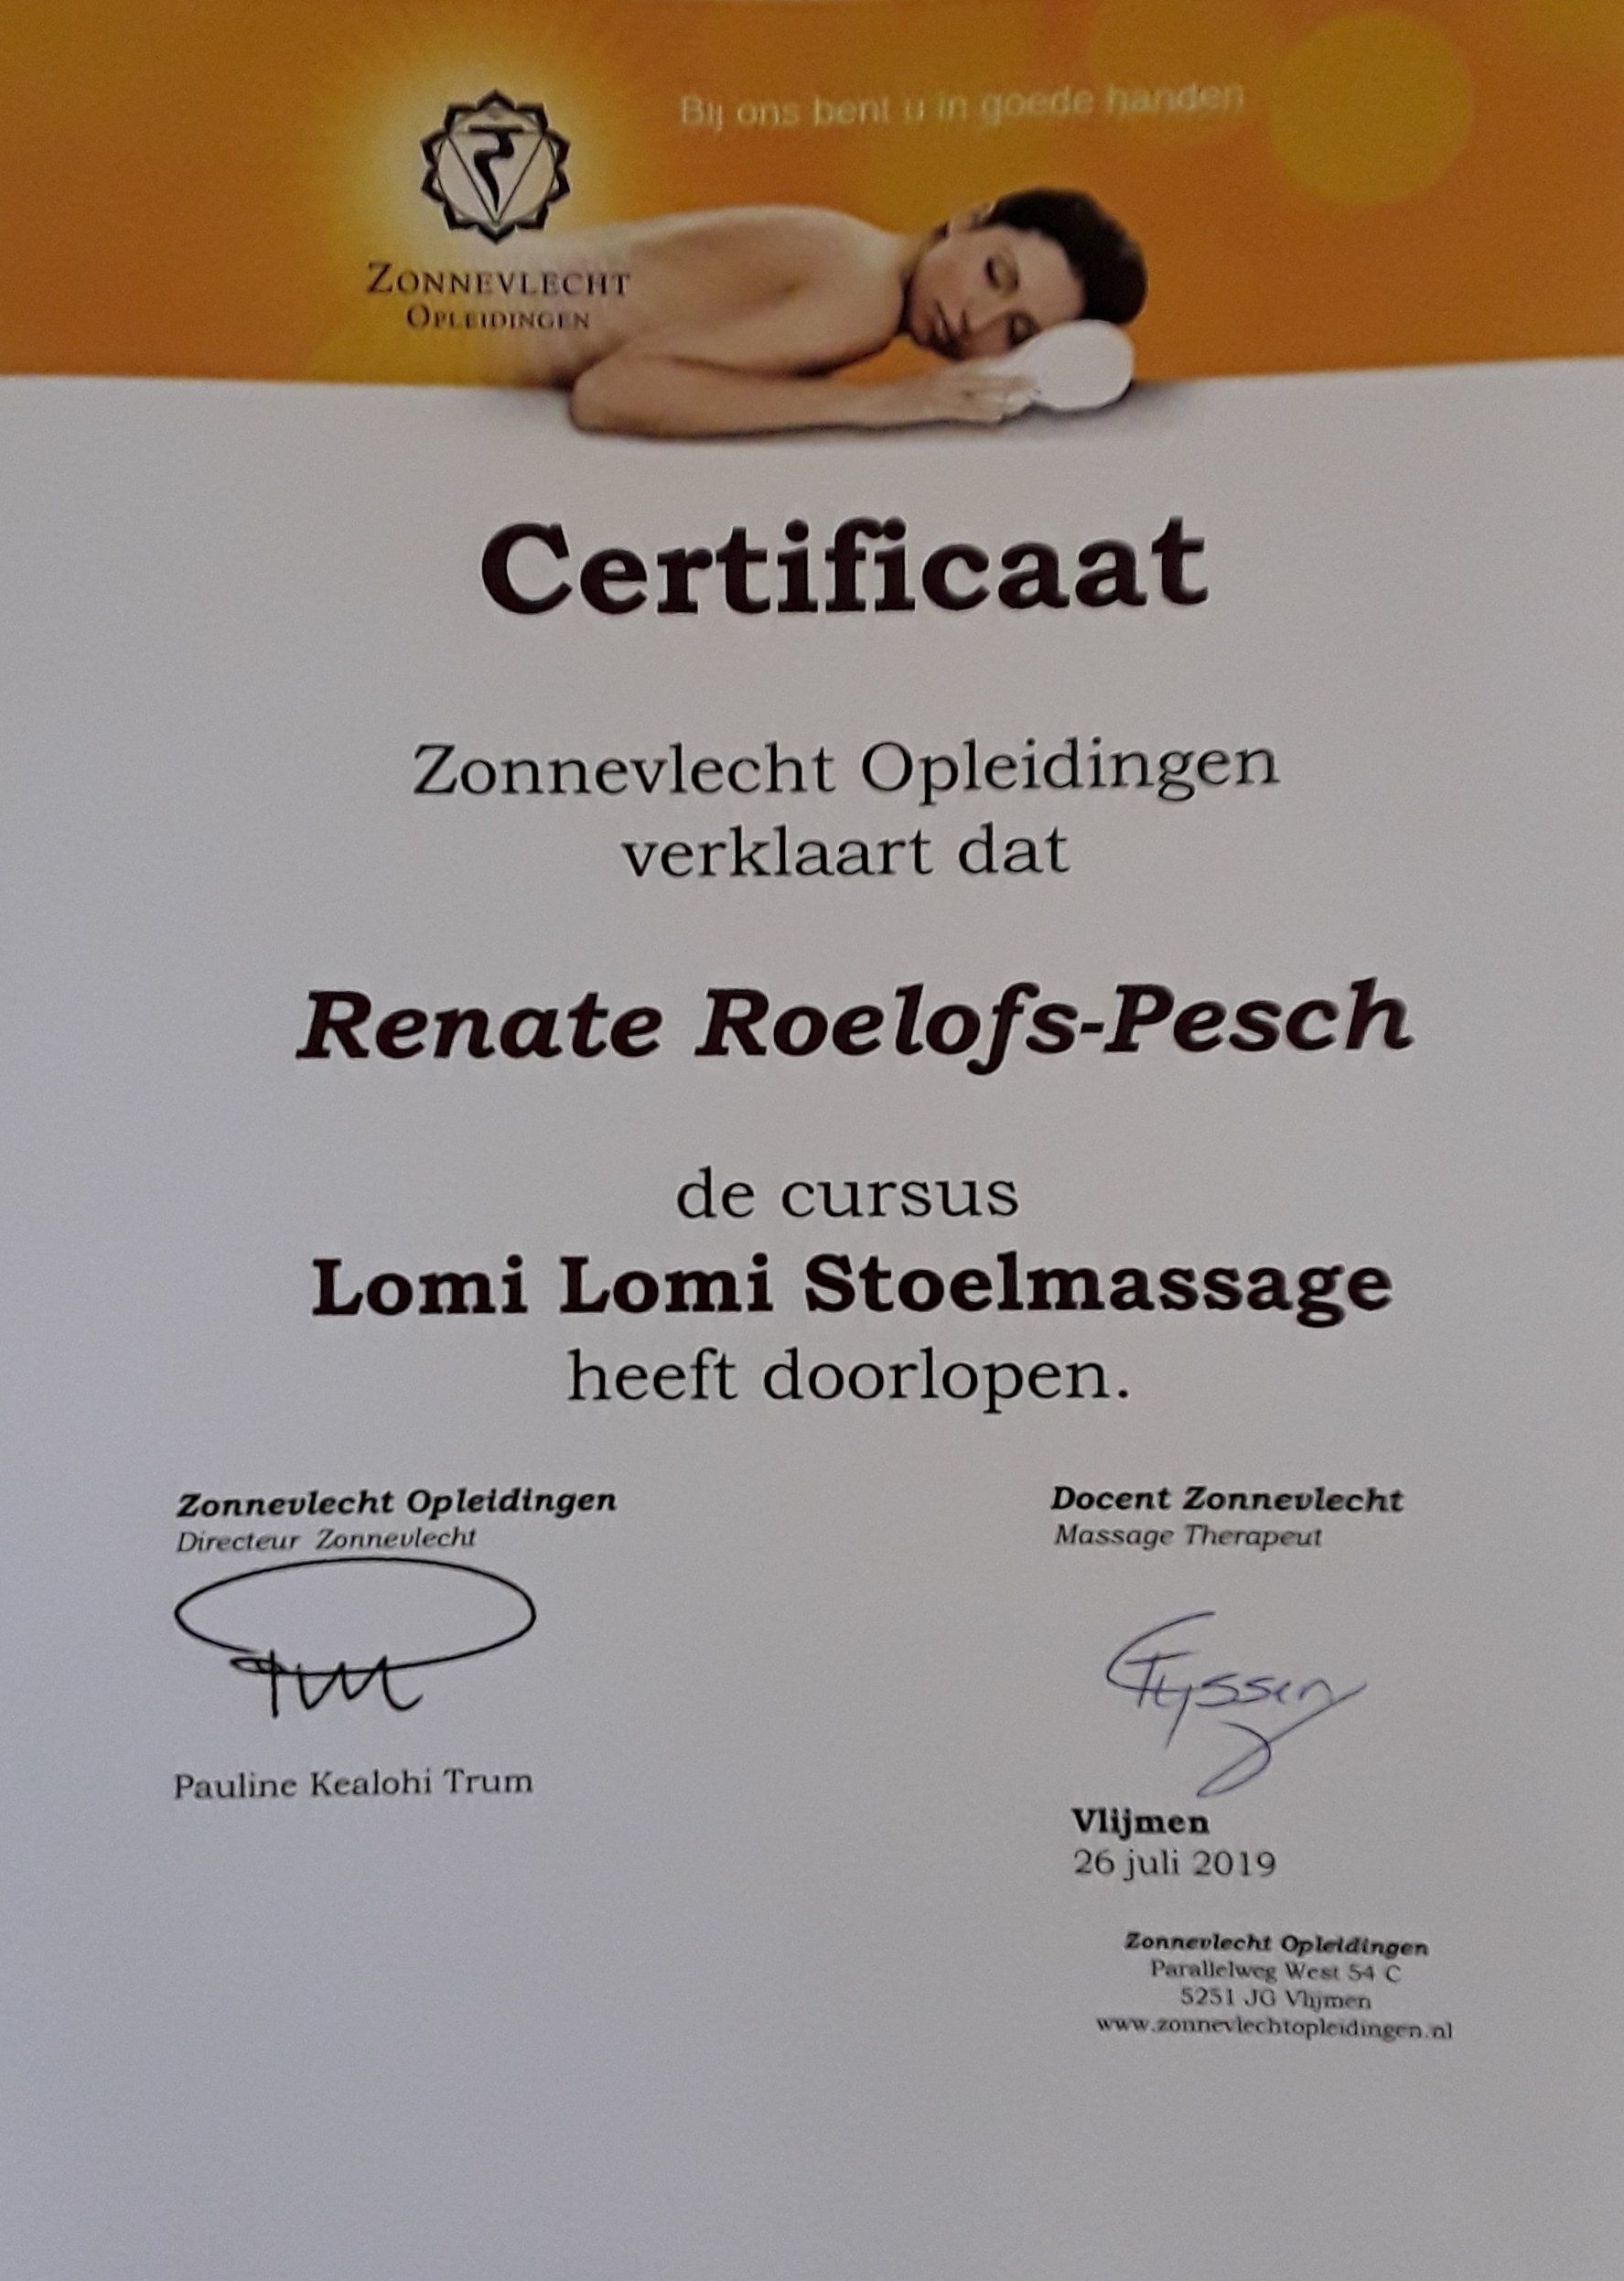 Bij ons bent u in goede handen
र
ZONNEVLECHT
OPLEIDINGEN
Certificaat
Zonnevlecht Opleidingen
verklaart dat
Renate Roelofs-Pesch
de cursus
Lomi Lomi Stoelmassage
heeft doorlopen.
Zonnevlecht Opleidingen
Directeur Zonnevlecht
Pauline Kealohi Trum
Docent Zonnevlecht
Massage Therapeut
Vlijmen
26 juli 2019
Zonnevlecht Opleidingen
Parallelweg West 54 C
5251 JG Vlijmen
www.zonnevlechtopleidingen.nl